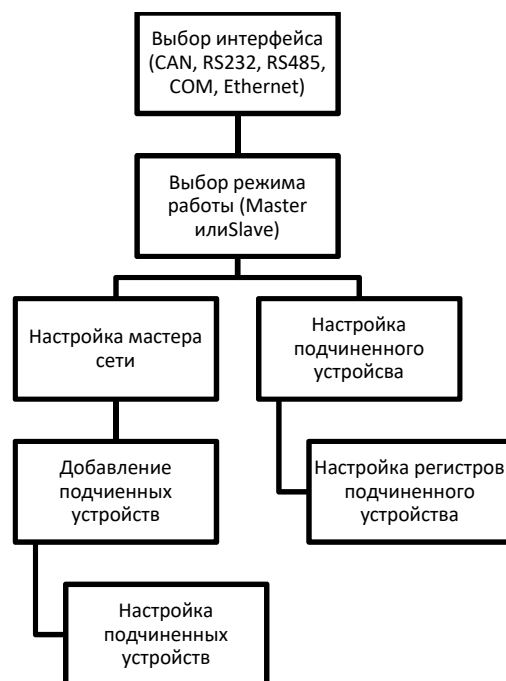 Выбор интерфейса
(CAN, RS232, RS485,
COM, Ethernet)
Выбор режима
работы (Master
илиSlave)
Настройка мастера
сети
Настройка
подчиненного
устройсва
Добавление
подчиенных
устройств
Настройка регистров
подчиненного
устройства
Настройка
подчиненных
устройств